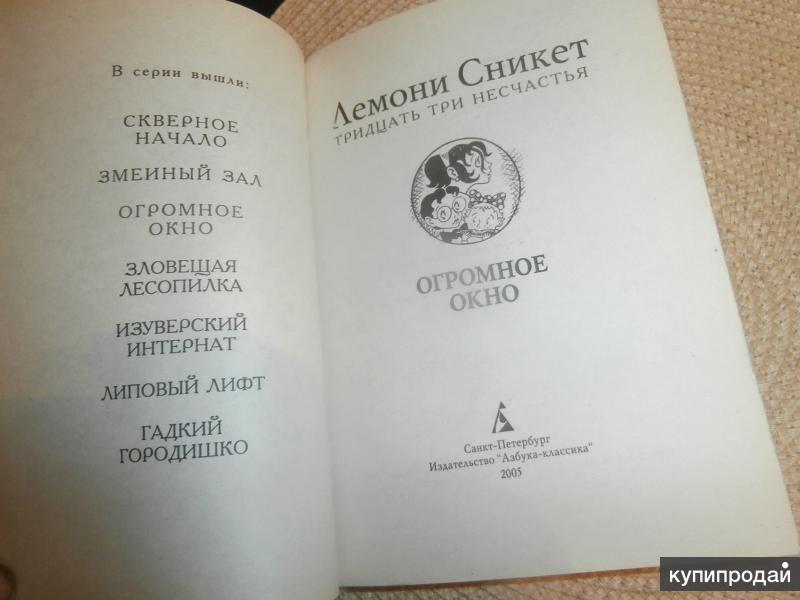 В серии вышли:
СКВЕРНОЕ
НАЧАЛО
ЗМЕИНЫЙ ЗАЛ
ОГРОМНОЕ
ОКНО
ЗЛОВЕЩАЯ
ЛЕСОПИЛКА
ИЗУВЕРСКИЙ
ИНТЕРНАТ
ЛИПОВЫЙ ЛИФТ
ГАДКИЙ
ГОРОДИШКО
Лемони Сникет
ТРИДЦАТЬ ТРИ НЕСЧАСТЬЯ
ОГРОМНОЕ
ОКНО
Санкт-Петербург
Издательство "Азбука-классика"
2005
купипродай